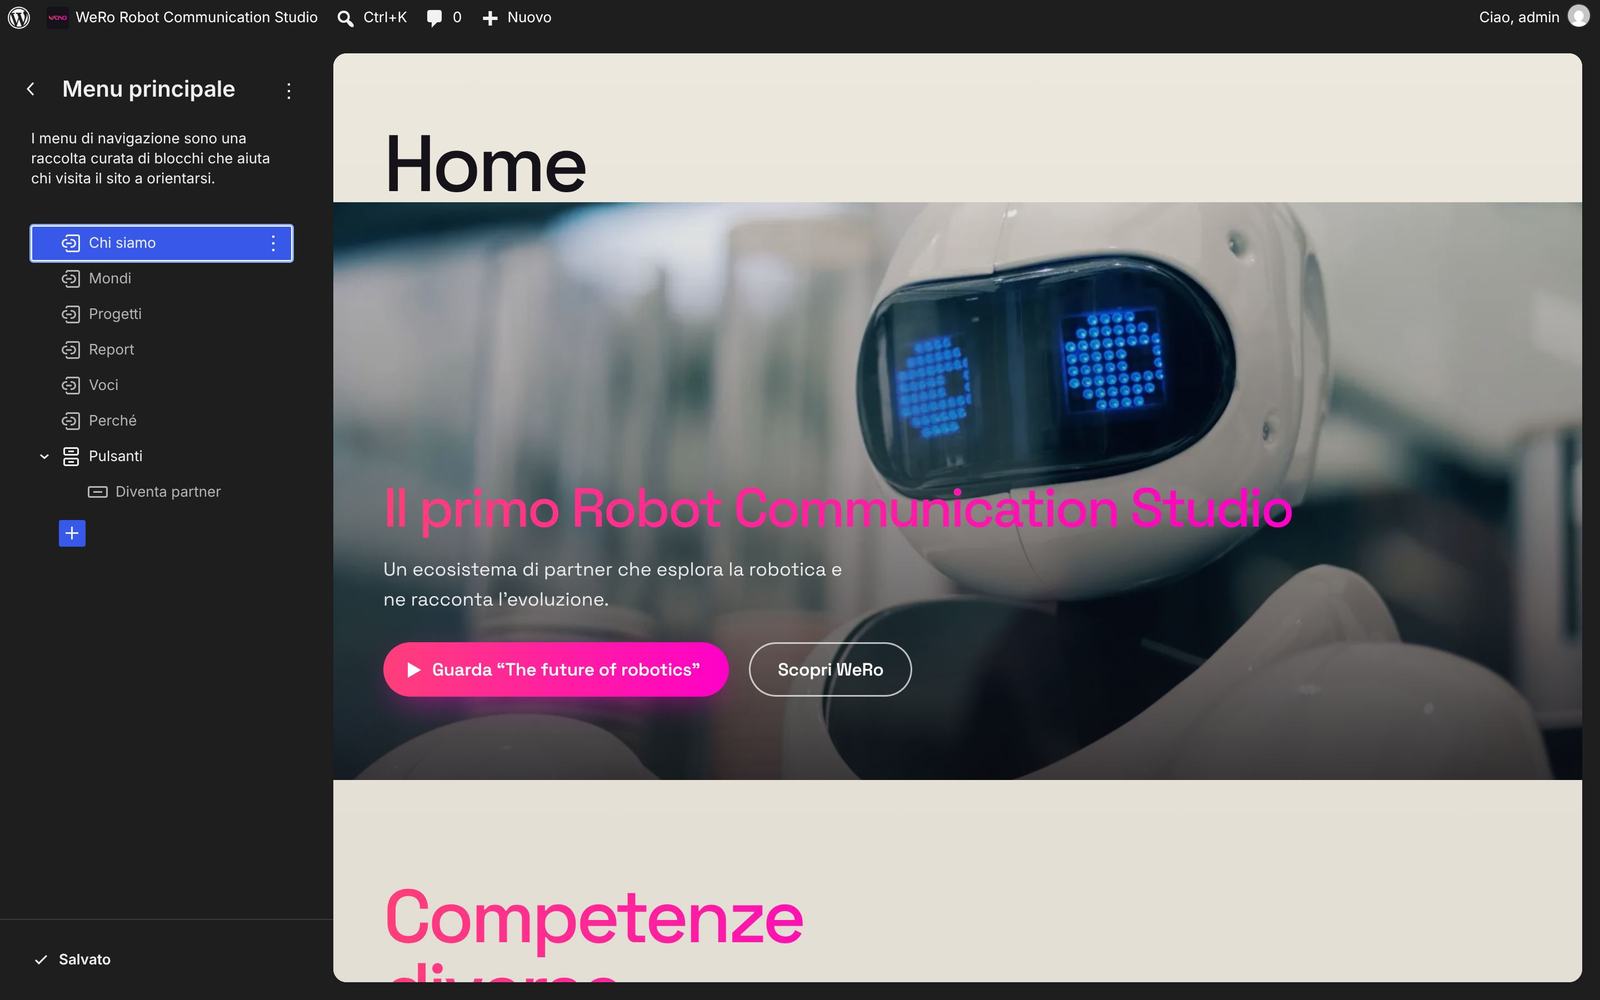 WeRo Robot Communication Studio
Ctrl+K
0
Nuovo
Ciao, admin
Menu principale
I menu di navigazione sono una
raccolta curata di blocchi che aiuta
chi visita il sito a orientarsi.
Chi siamo
Mondi
Progetti
Report
Voci
Perché
Pulsanti
Diventa partner
Salvato
Home
Il primo Robot Communication Studio
Un ecosistema di partner che esplora la robotica e
ne racconta l’evoluzione.
Guarda “The future of robotics”
Scopri WeRo
Competenze
diverse